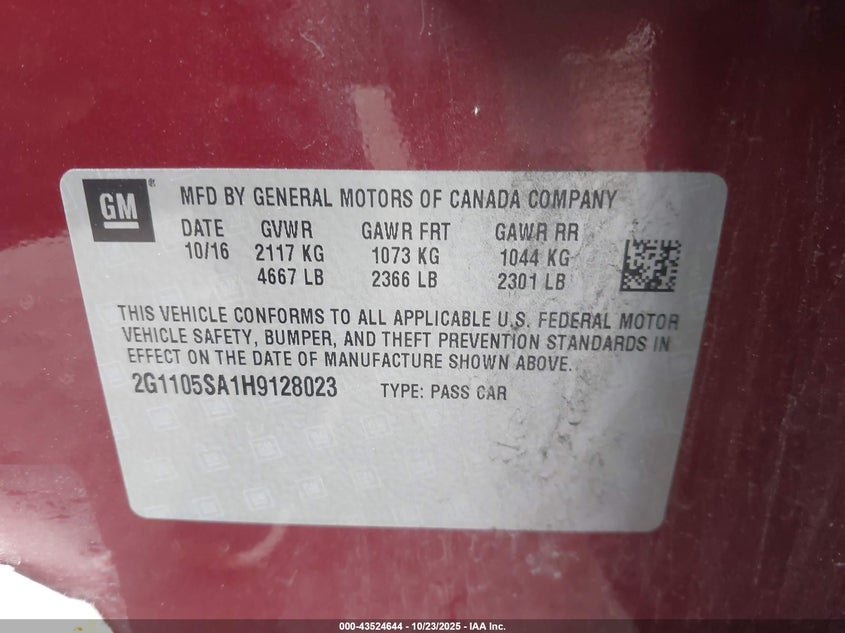 GM®
MFD BY GENERAL MOTORS OF CANADA COMPANY
DATE GVWR GAWR FRT GAWR RR
10/16 2117 KG 1073 KG 1044 KG
4667 LB 2366 LB 2301 LB
THIS VEHICLE CONFORMS TO ALL APPLICABLE U.S. FEDERAL MOTOR
VEHICLE SAFETY, BUMPER, AND THEFT PREVENTION STANDARDS IN
EFFECT ON THE DATE OF MANUFACTURE SHOWN ABOVE.
2G1105SA1H9128023 TYPE: PASS CAR
000-43524644 - 10/23/2025 - IAA Inc.